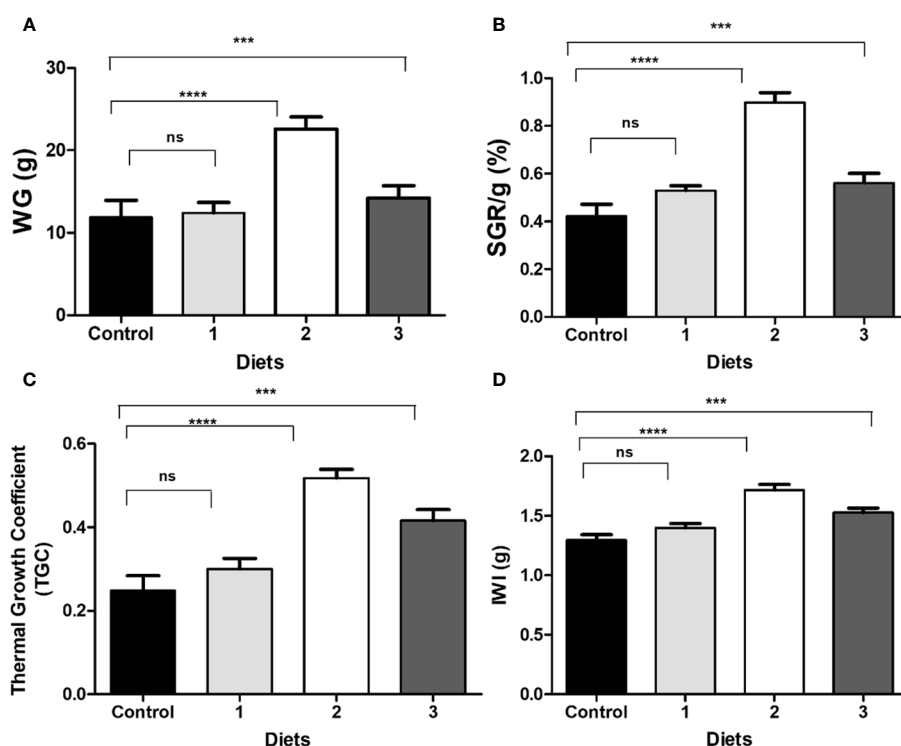 A
***
****
ns
WG (g)
30
20
10
0
Control 1 2 3
Diets
B
***
****
ns
SGR/g (%)
1.0
0.8
0.6
0.4
0.2
0.0
Control 1 2 3
Diets
C
***
****
ns
Thermal Growth Coefficient
(TGC)
0.6
0.4
0.2
0.0
Control 1 2 3
Diets
D
***
****
ns
IWI (g)
2.0
1.5
1.0
1.5
0.0
Control 1 2 3
Diets